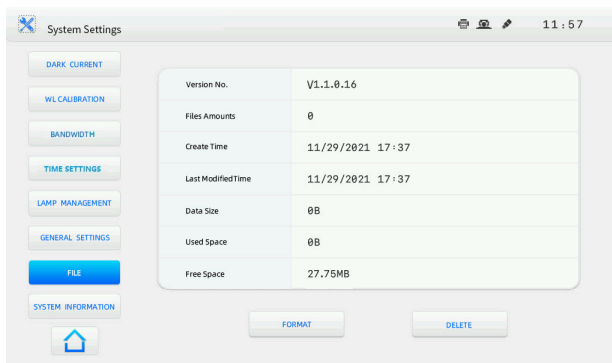 System Settings
11:57
DARK CURRENT
WL CALIBRATION
BANDWIDTH
TIME SETTINGS
LAMP MANAGEMENT
GENERAL SETTINGS
FILE
SYSTEM INFORMATION
Version No. V1.1.0.16
Files Amounts 0
Create Time 11/29/2021 17:37
Last ModifiedTime 11/29/2021 17:37
Data Size 0B
Used Space 0B
Free Space 27.75MB
FORMAT DELETE